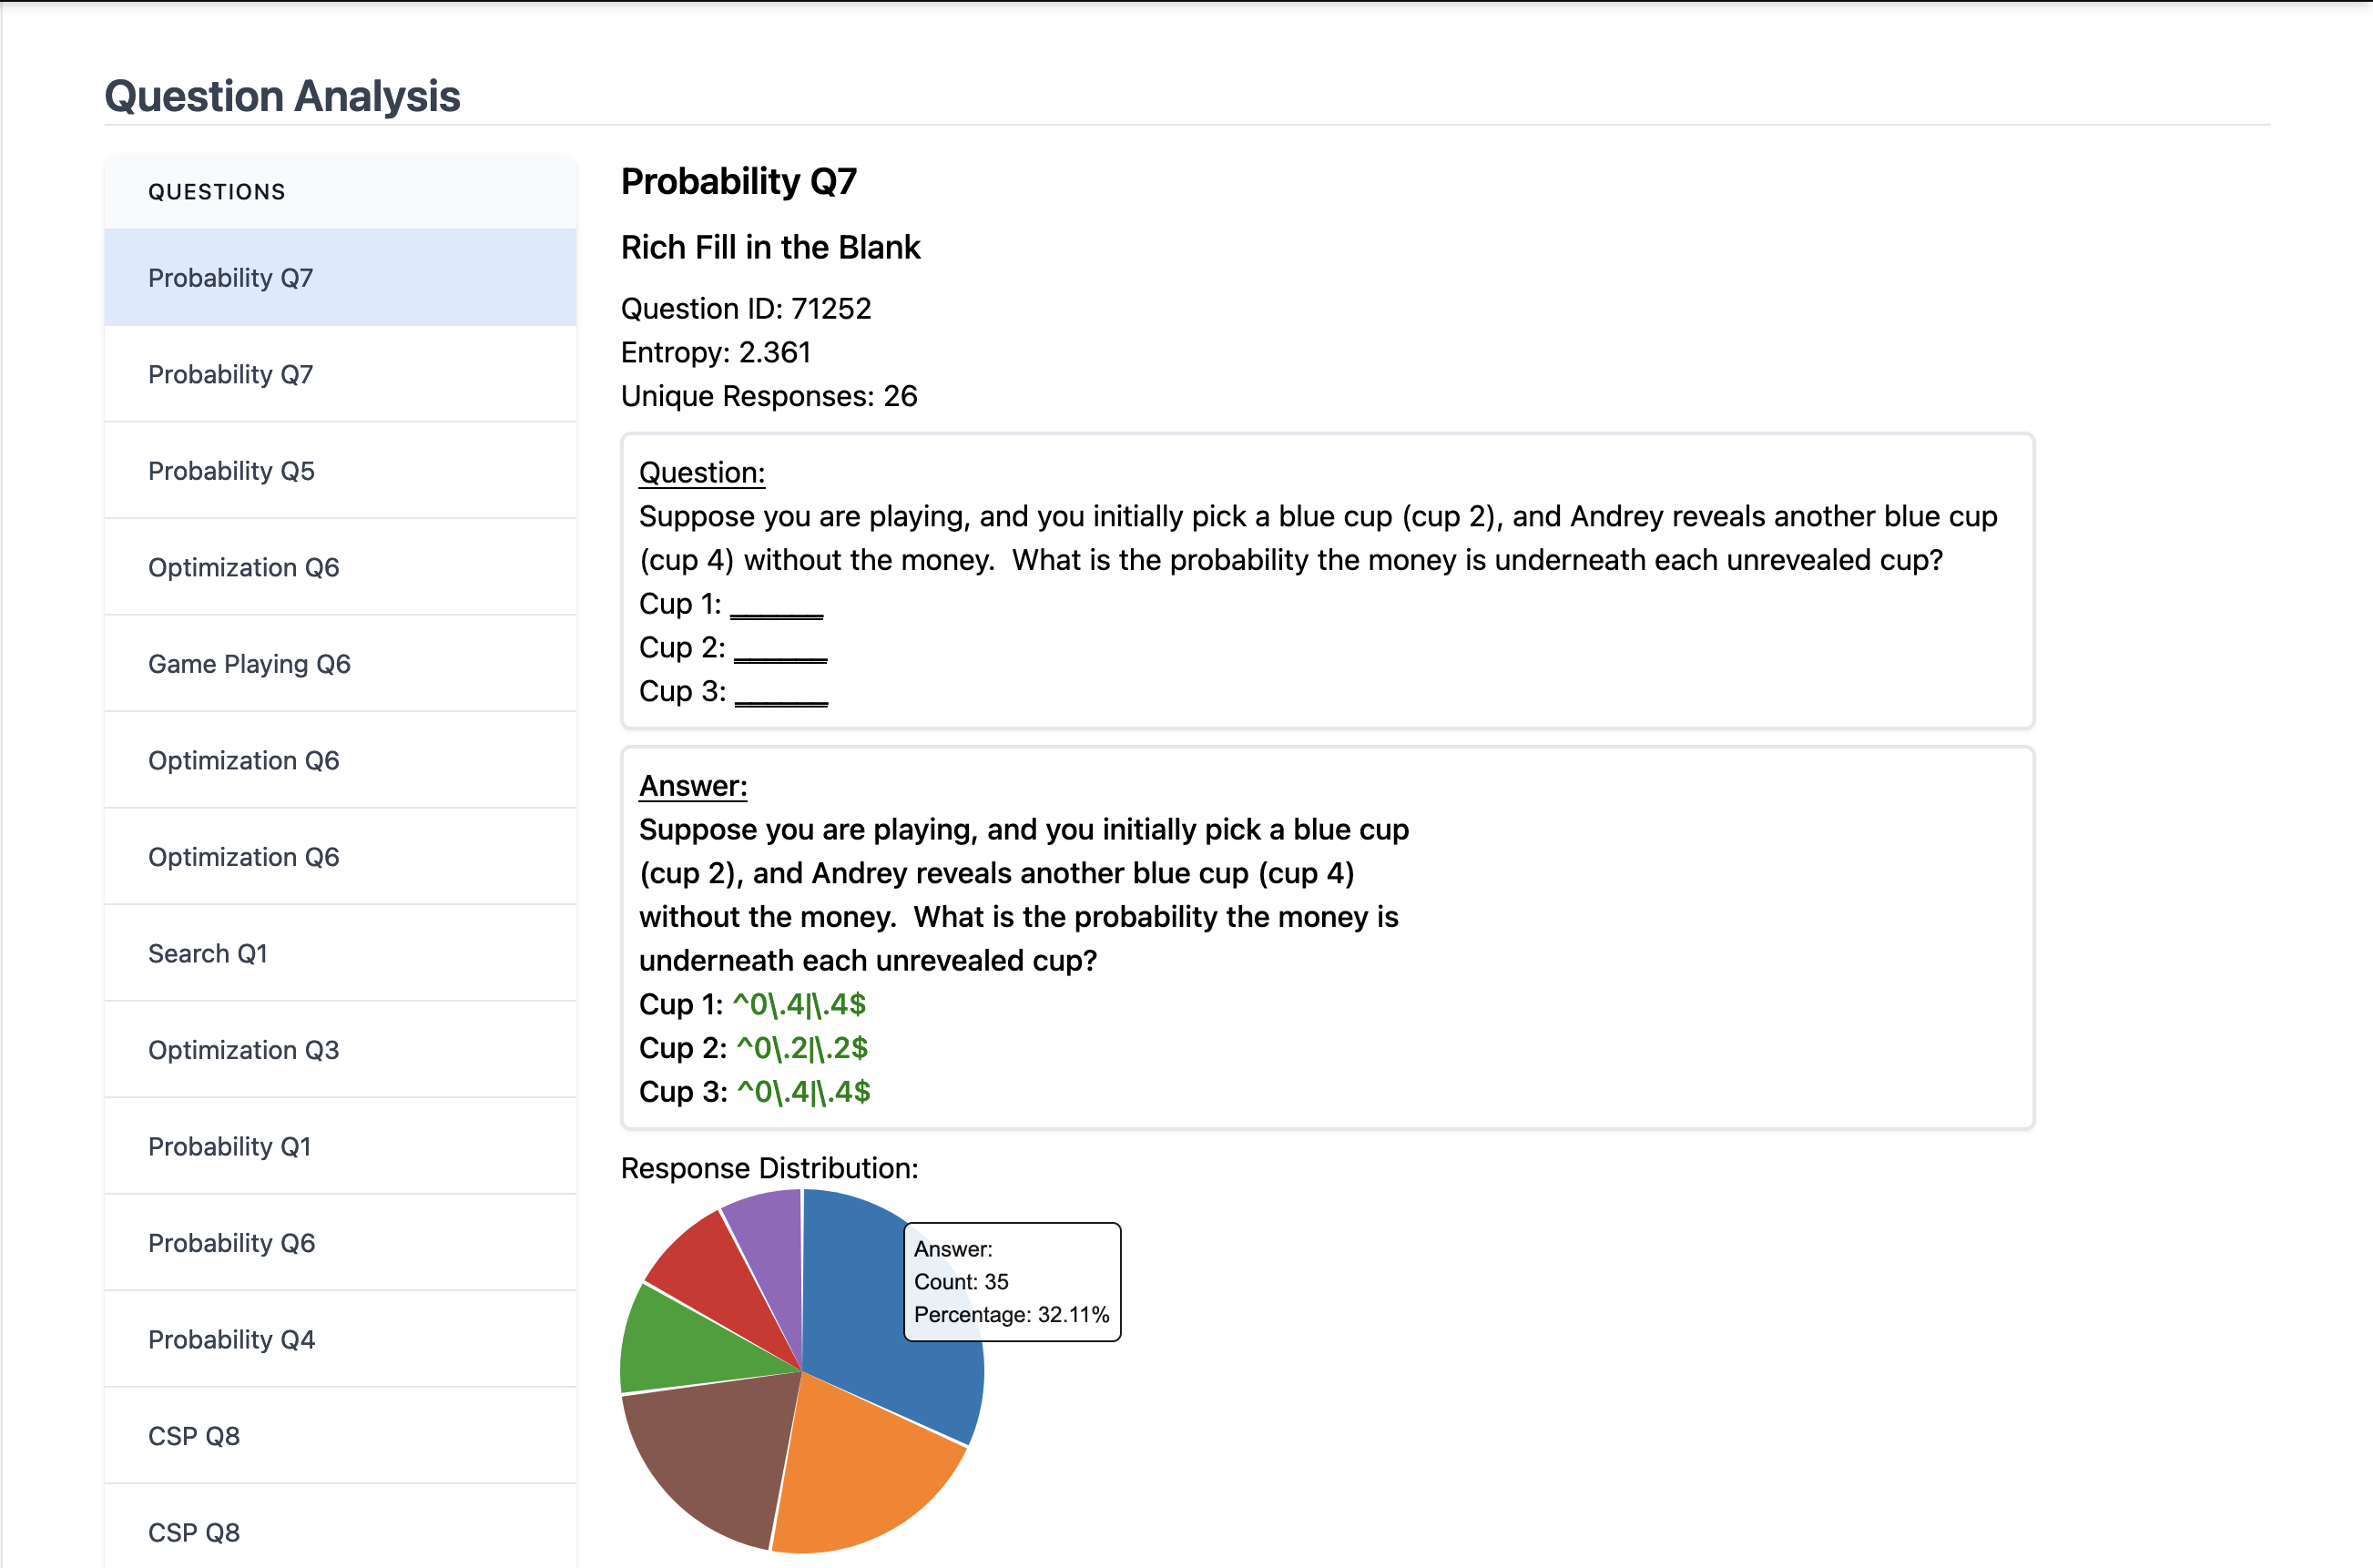 Question Analysis
QUESTIONS
Probability Q7
Probability Q7
Probability Q5
Optimization Q6
Game Playing Q6
Optimization Q6
Optimization Q6
Search Q1
Optimization Q3
Probability Q1
Probability Q6
Probability Q4
CSP Q8
CSP Q8
Probability Q7
Rich Fill in the Blank
Question ID: 71252
Entropy: 2.361
Unique Responses: 26
Question:
Suppose you are playing, and you initially pick a blue cup (cup 2), and Andrey reveals another blue cup
(cup 4) without the money.  What is the probability the money is underneath each unrevealed cup?
Cup 1: ______
Cup 2: ______
Cup 3: ______
Answer:
Suppose you are playing, and you initially pick a blue cup
(cup 2), and Andrey reveals another blue cup (cup 4)
without the money.  What is the probability the money is
underneath each unrevealed cup?
Cup 1: ^0\.4|\.4$
Cup 2: ^0\.2|\.2$
Cup 3: ^0\.4|\.4$
Response Distribution:
Answer:
Count: 35
Percentage: 32.11%